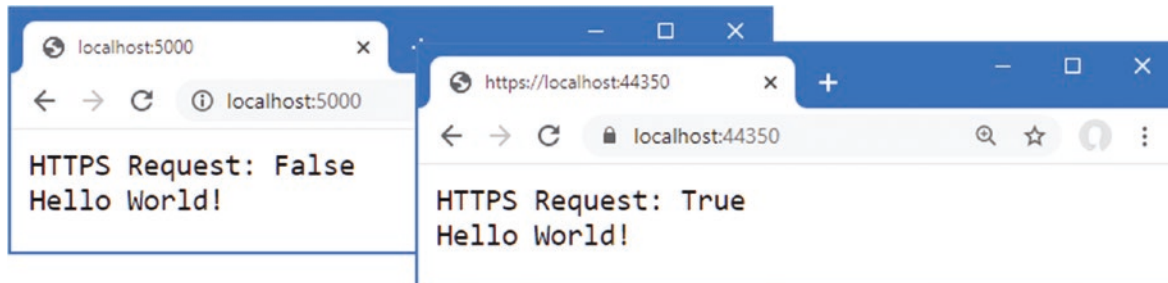 localhost:5000
localhost:5000
HTTPS Request: False
Hello World!
https://localhost:44350
localhost:44350
HTTPS Request: True
Hello World!